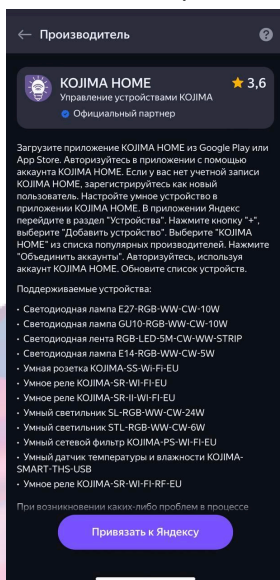 ← Производитель
KOJIMA HOME
3,6
Управление устройствами KOJIMA
Официальный партнер
Загрузите приложение KOJIMA HOME из Google Play или
App Store. Авторизуйтесь в приложении с помощью
аккаунта KOJIMA HOME. Если у вас нет учетной записи
KOJIMA HOME, зарегистрируйтесь как новый
пользователь. Настройте умное устройство в
приложении KOJIMA HOME. В приложении Яндекс
перейдите в раздел "Устройства". Нажмите кнопку "+",
выберите "Добавить устройство". Выберите "KOJIMA
HOME" из списка популярных производителей. Нажмите
"Объединить аккаунты". Авторизуйтесь, используя
аккаунт KOJIMA HOME. Обновите список устройств.
Поддерживаемые устройства:
• Светодиодная лампа E27-RGB-WW-CW-10W
• Светодиодная лампа GU10-RGB-WW-CW-10W
• Светодиодная лента RGB-LED-5M-CW-WW-STRIP
• Светодиодная лампа E14-RGB-WW-CW-5W
• Умная розетка KOJIMA-SS-Wi-Fi-EU
• Умное реле KOJIMA-SR-WI-FI-EU
• Умное реле KOJIMA-SR-II-WI-FI-EU
• Умный светильник SL-RGB-WW-CW-24W
• Умный светильник STL-RGB-WW-CW-6W
• Умный сетевой фильтр KOJIMA-PS-WI-FI-EU
• Умный датчик температуры и влажности KOJIMA-
SMART-THS-USB
• Умное реле KOJIMA-SR-WI-FI-RF-EU
При возникновении каких-либо проблем в процессе
Привязать к Яндексу